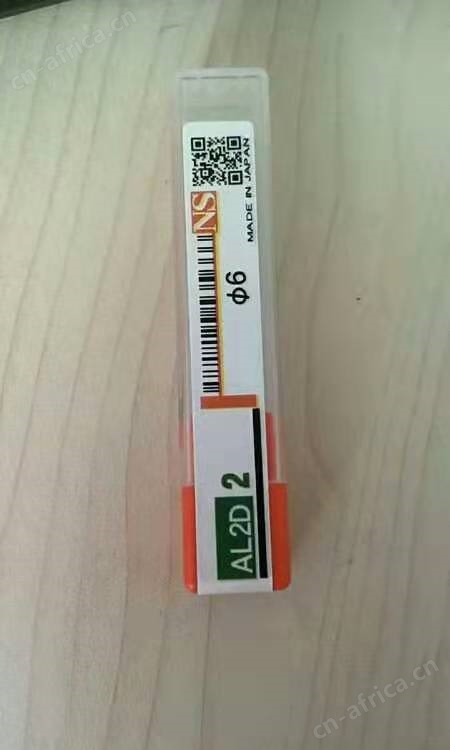 cn-africa.cn
NS
MADE IN JAPAN
φ6
AL2D 2
cn-africa.cn